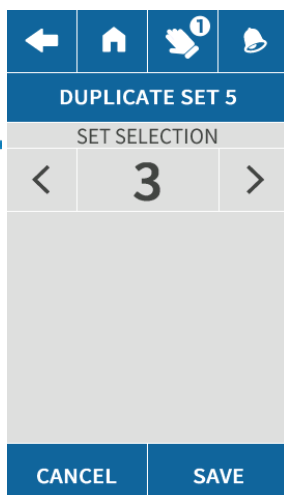 1
DUPLICATE SET 5
SET SELECTION
< 3 >
CANCEL SAVE